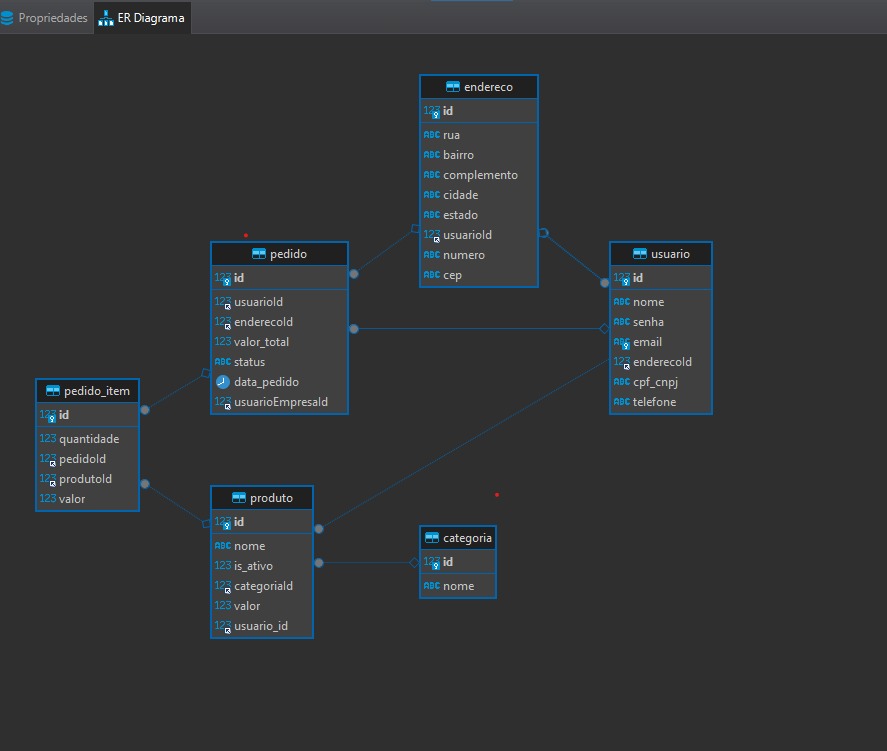 Propriedades
ER Diagrama
endereco
123 id
ABC rua
ABC bairro
ABC complemento
ABC cidade
ABC estado
123 usuarioId
ABC numero
ABC cep
pedido
123 id
123 usuarioId
123 enderecoId
123 valor_total
ABC status
data_pedido
123 usuarioEmpresaId
usuario
123 id
ABC nome
ABC senha
ABC email
123 enderecoId
ABC cpf_cnpj
ABC telefone
pedido_item
123 id
123 quantidade
123 pedidoId
123 produtoId
123 valor
produto
123 id
ABC nome
123 is_ativo
123 categoriaId
123 valor
123 usuario_id
categoria
123 id
ABC nome